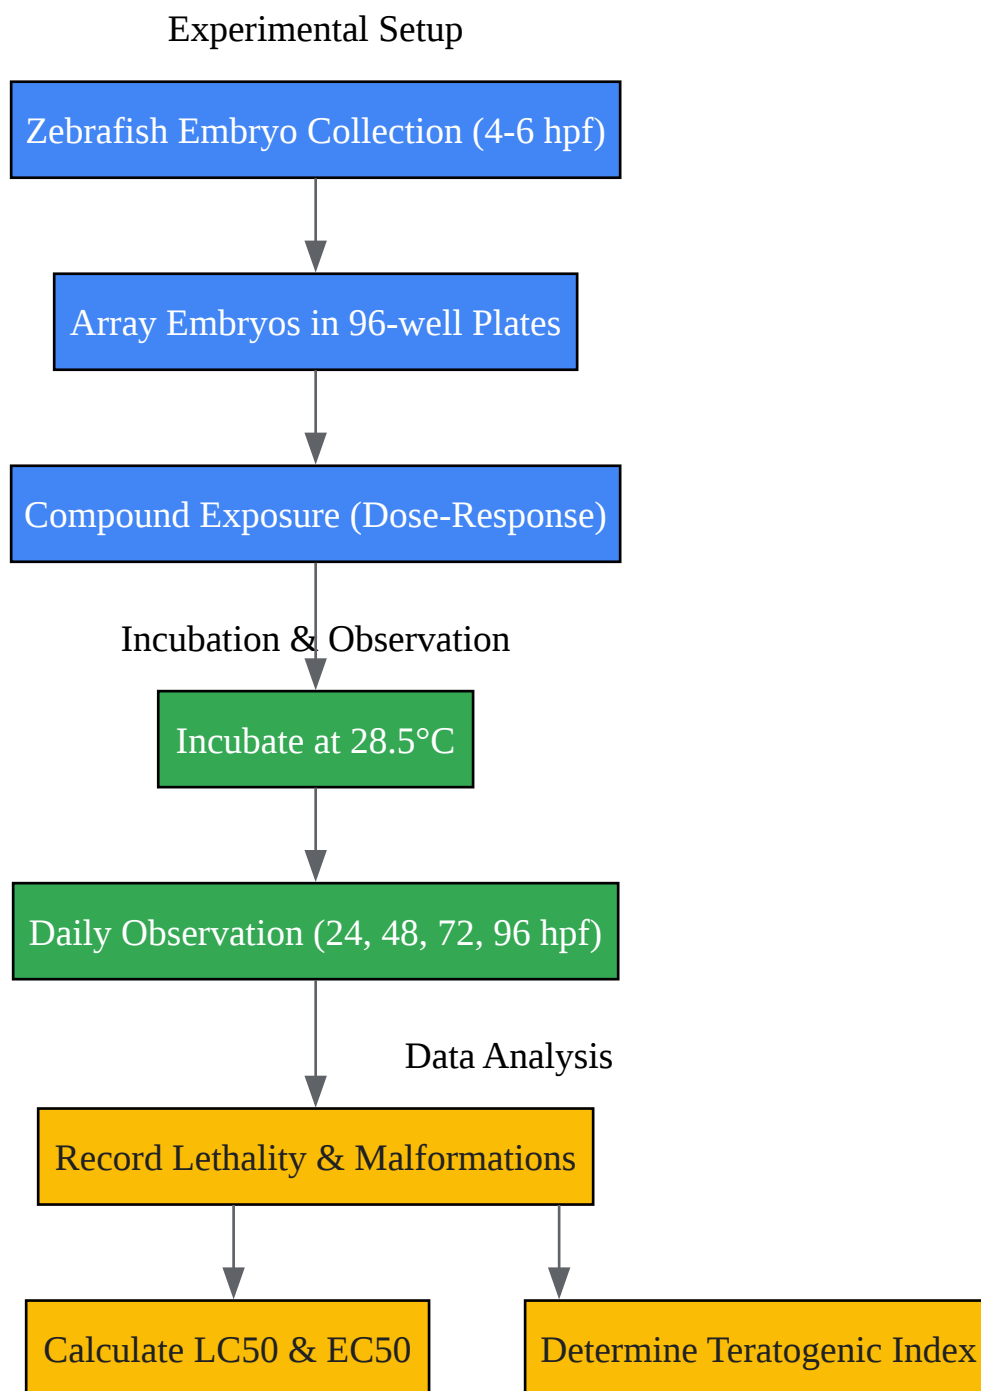 Experimental Setup
Zebrafish Embryo Collection (4-6 hpf)
Array Embryos in 96-well Plates
Compound Exposure (Dose-Response)
Incubation & Observation
Incubate at 28.5°C
Daily Observation (24, 48, 72, 96 hpf)
Data Analysis
Record Lethality & Malformations
Calculate LC50 & EC50
Determine Teratogenic Index